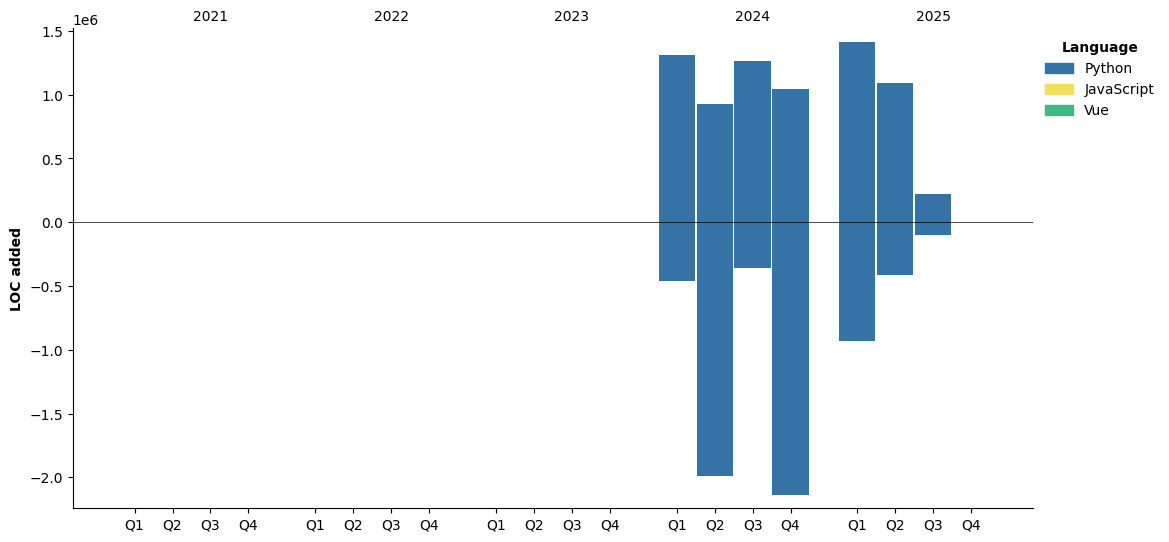 2021 2022 2023 2024 2025
1e6
1.5
1.0
0.5
0.0
−0.5
−1.0
−1.5
−2.0
LOC added
Q1 Q2 Q3 Q4 Q1 Q2 Q3 Q4 Q1 Q2 Q3 Q4 Q1 Q2 Q3 Q4 Q1 Q2 Q3 Q4
Language
Python
JavaScript
Vue